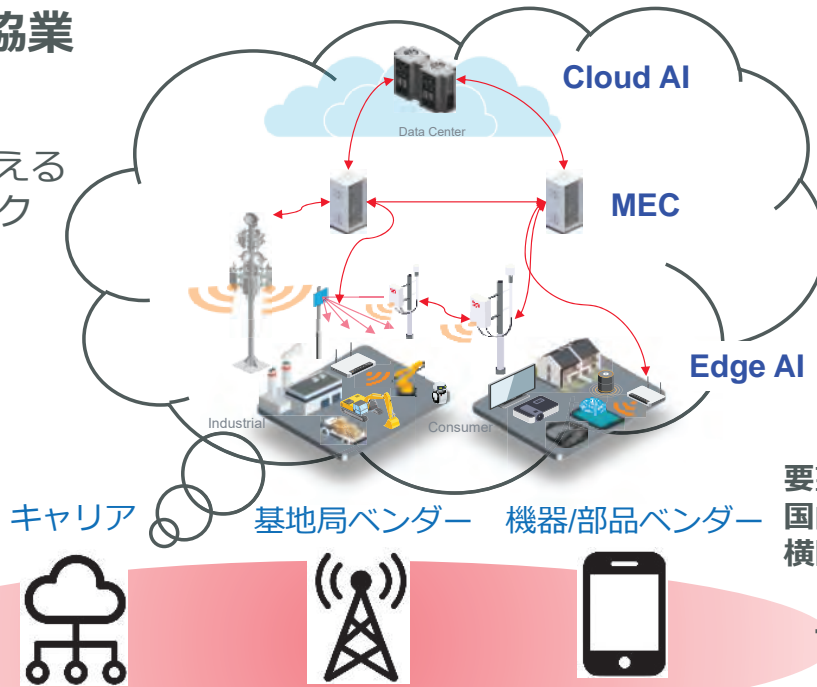 協業
Cloud AI
Data Center
える
ク
MEC
Edge AI
Industrial
Consumer
キャリア
基地局ベンダー
機器/部品ベンダー
要
国
横